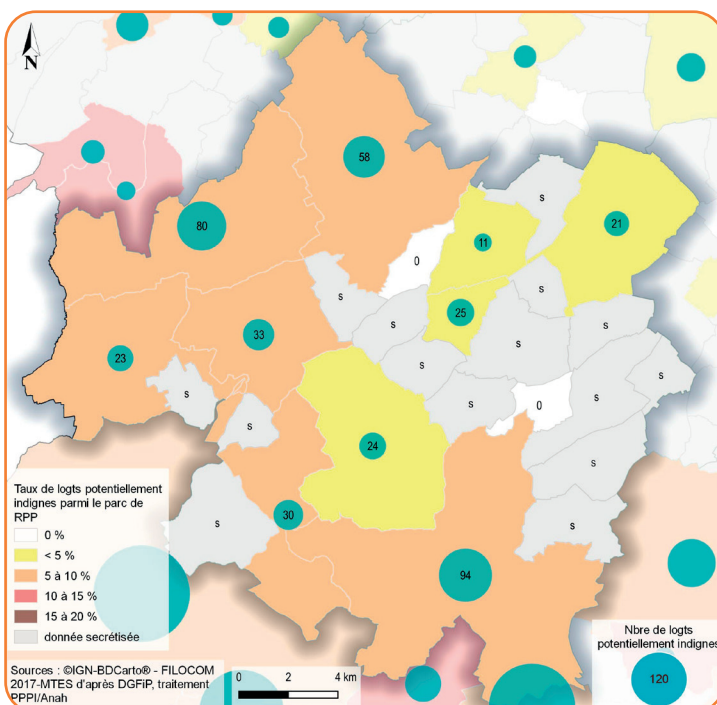 N
58
s
21
80
11
0
s
s
25
s
s
33
s
s
23
s
s
s
s
s
0
s
s
24
s
s
30
s
94
Taux de logts potentiellement
indignes parmi le parc de
RPP
0 %
< 5 %
5 à 10 %
10 à 15 %
15 à 20 %
donnée secrétisée
Sources : ©IGN-BDCarto® - FILOCOM
2017-MTES d'après DGFiP, traitement
PPPI/Anah
0 2 4 km
Nbre de logts
potentiellement indignes
120